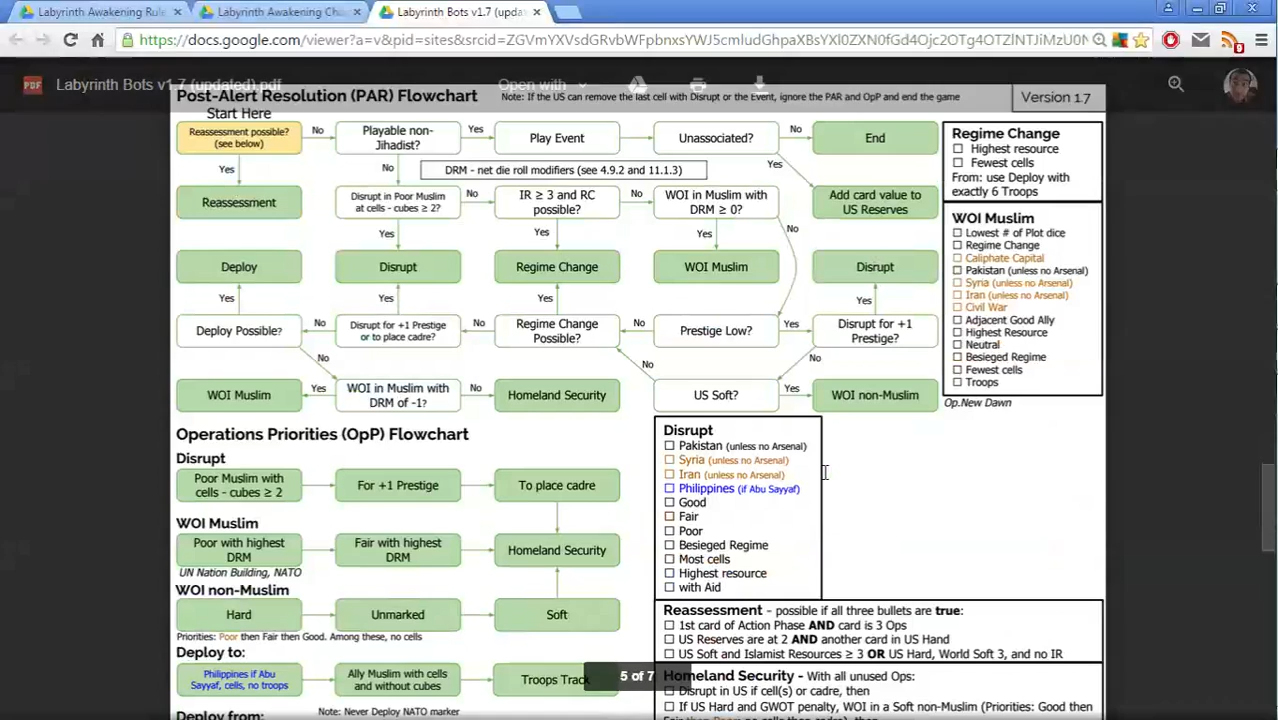 Labyrinth Awakening Rule
Labyrinth Awakening Cha
Labyrinth Bots v1.7 (upda
PDF
Labyrinth Bots v1.7 (updated).pdf
Open with
Post-Alert Resolution (PAR) Flowchart
Note: If the US can remove the last cell with Disrupt or the Event, ignore the PAR and OpP and end the game
Version 1.7
Start Here
Reassessment possible?
(see below)
No
Playable non-
Jihadist?
Yes
Play Event
Unassociated?
No
End
Yes
No
DRM - net die roll modifiers (see 4.9.2 and 11.1.3)
Yes
Reassessment
Disrupt in Poor Muslim
at cells - cubes ≥ 2?
No
IR ≥ 3 and RC
possible?
No
WOI in Muslim with
DRM ≥ 0?
Add card value to
US Reserves
Yes
Yes
Yes
No
Deploy
Disrupt
Regime Change
WOI Muslim
Disrupt
Yes
Yes
Yes
Yes
Deploy Possible?
No
Disrupt for +1 Prestige
or to place cadre?
No
Regime Change
Possible?
No
Prestige Low?
Yes
Disrupt for +1
Prestige?
No
No
No
WOI Muslim
Yes
WOI in Muslim with
DRM of -1?
No
Homeland Security
US Soft?
Yes
WOI non-Muslim
Regime Change
Highest resource
Fewest cells
From: use Deploy with
exactly 6 Troops
WOI Muslim
Lowest # of Plot dice
Regime Change
Caliphate Capital
Pakistan (unless no Arsenal)
Syria (unless no Arsenal)
Iran (unless no Arsenal)
Civil War
Adjacent Good Ally
Highest Resource
Neutral
Besieged Regime
Fewest cells
Troops
Op.New Dawn
Operations Priorities (OpP) Flowchart
Disrupt
Poor Muslim with
cells - cubes ≥ 2
For +1 Prestige
To place cadre
WOI Muslim
Poor with highest
DRM
Fair with highest
DRM
Homeland Security
UN Nation Building, NATO
WOI non-Muslim
Hard
Unmarked
Soft
Priorities: Poor then Fair then Good. Among these, no cells
Deploy to:
Philippines if Abu
Sayyaf, cells, no troops
Ally Muslim with cells
and without cubes
Troops Track
Deploy from:
Note: Never Deploy NATO marker
5 of 7
Disrupt
Pakistan (unless no Arsenal)
Syria (unless no Arsenal)
Iran (unless no Arsenal)
Philippines (if Abu Sayyaf)
Good
Fair
Poor
Besieged Regime
Most cells
Highest resource
with Aid
Reassessment - possible if all three bullets are true:
1st card of Action Phase AND card is 3 Ops
US Reserves are at 2 AND another card in US Hand
US Soft and Islamist Resources ≥ 3 OR US Hard, World Soft 3, and no IR
Homeland Security - With all unused Ops:
Disrupt in US if cell(s) or cadre, then
If US Hard and GWOT penalty, WOI in a Soft non-Muslim (Priorities: Good then